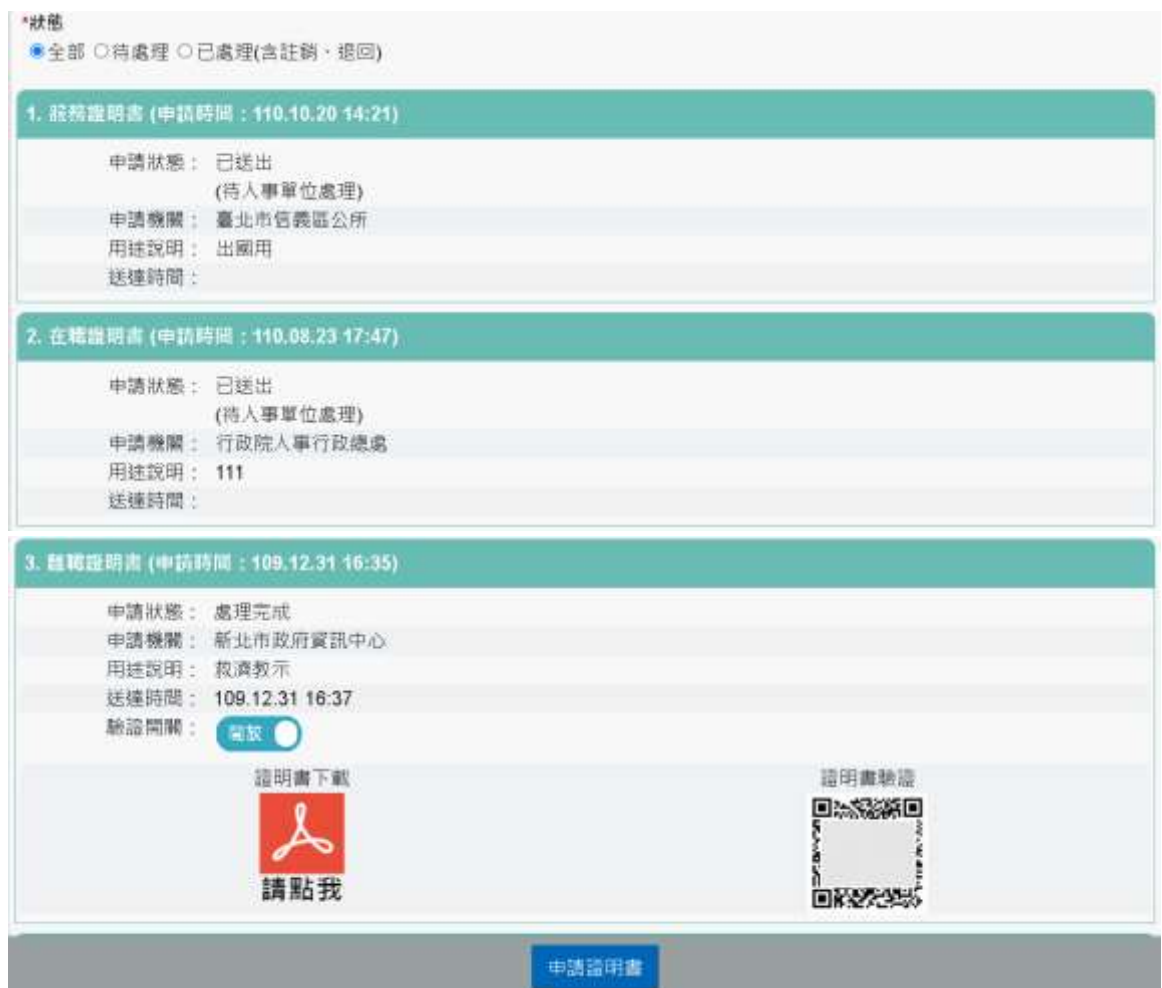 *狀態
全部 待處理 已處理(含註銷、退回)
1. 服務證明書 (申請時間：110.10.20 14:21)
申請狀態： 已送出
(待人事單位處理)
申請機關： 臺北市信義區公所
用途說明： 出國用
送達時間：
2. 在職證明書 (申請時間：110.08.23 17:47)
申請狀態： 已送出
(待人事單位處理)
申請機關： 行政院人事行政總處
用途說明： 111
送達時間：
3. 離職證明書 (申請時間：109.12.31 16:35)
申請狀態： 處理完成
申請機關： 新北市政府資訊中心
用途說明： 救濟教示
送達時間： 109.12.31 16:37
驗證開關： 開放
證明書下載 證明書驗證
請點我
申請證明書